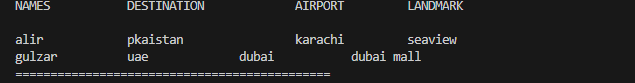 NAMES DESTINATION AIRPORT LANDMARK
alir pkaistan karachi seaview
gulzar uae dubai dubai mall
=============================================